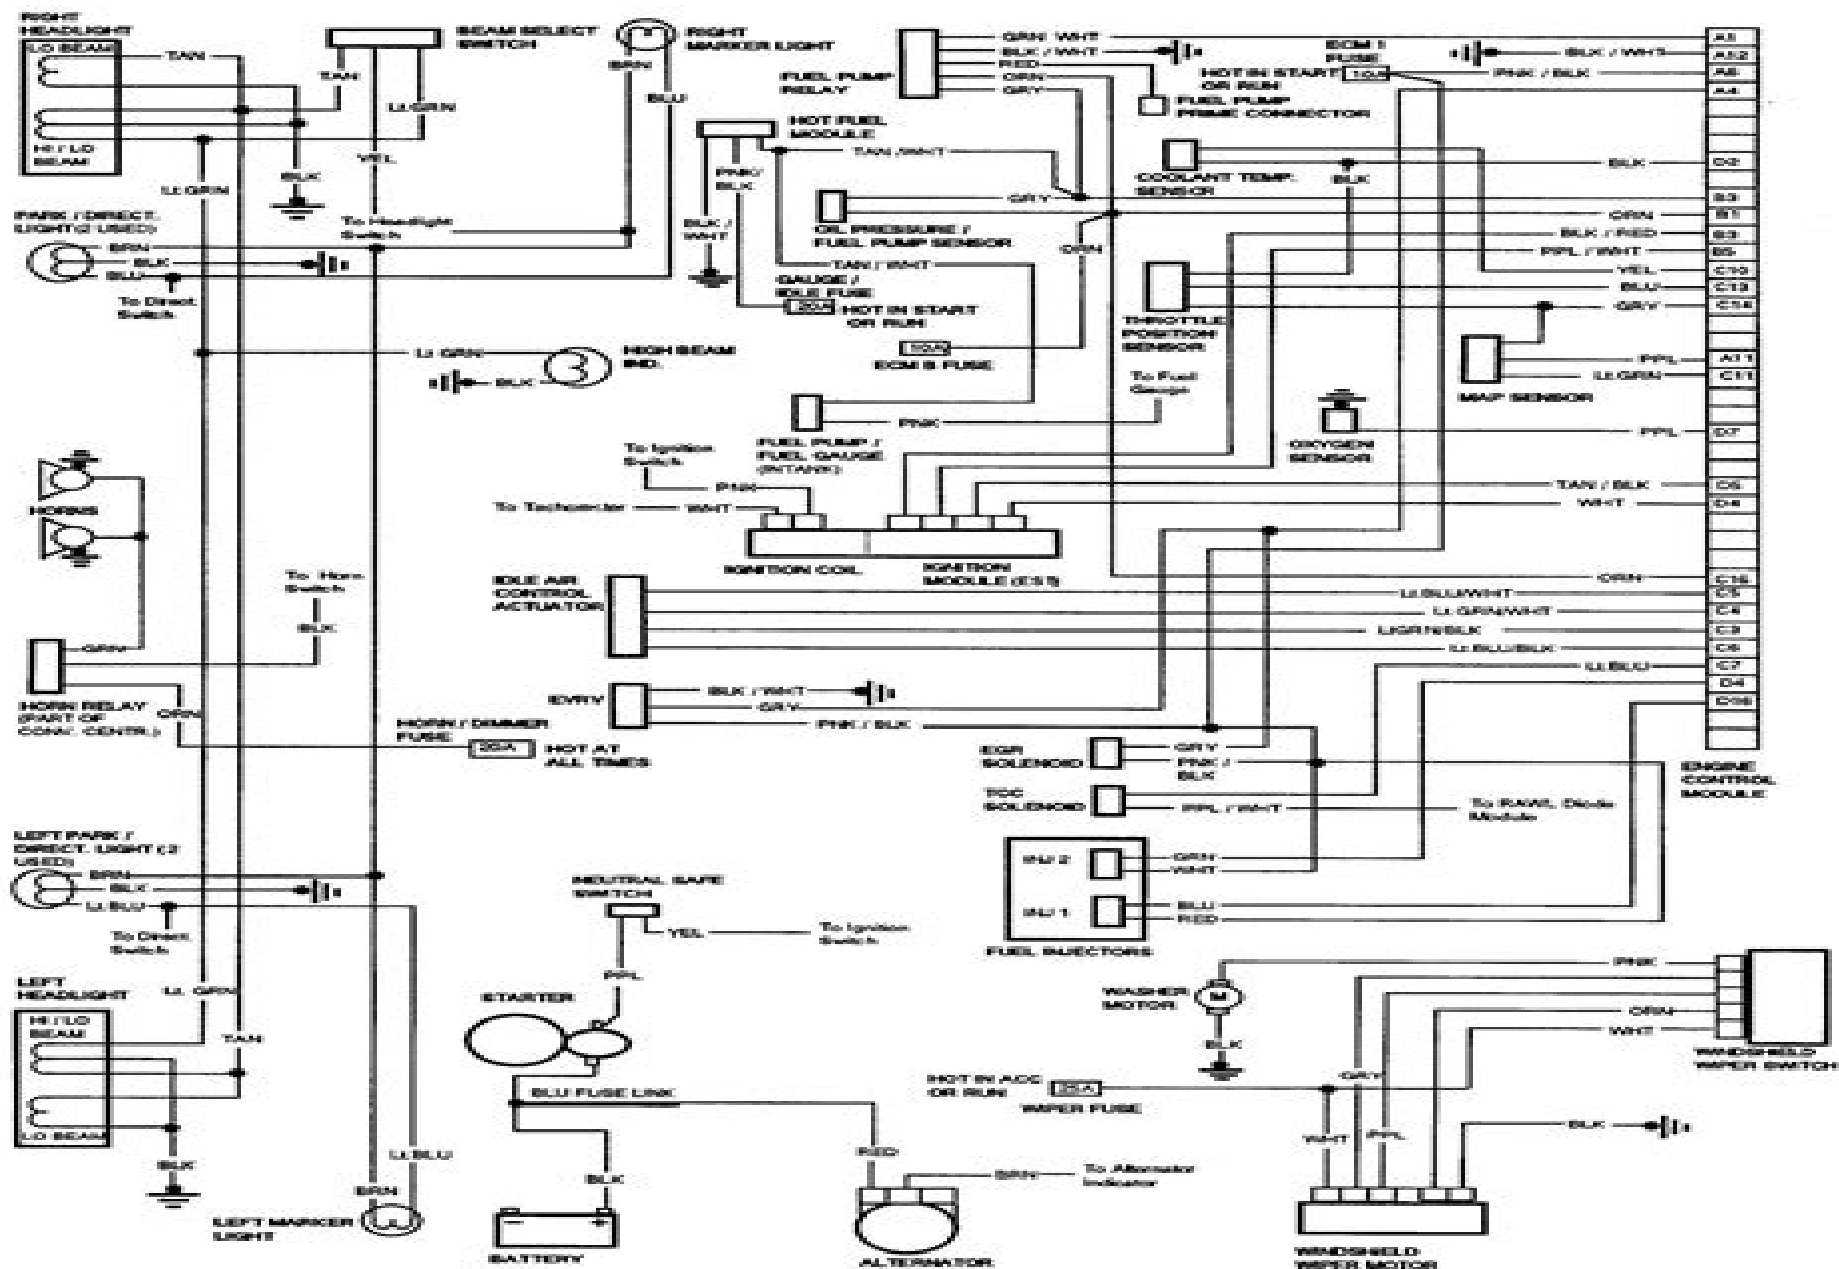 RIGHT
HEADLIGHT
LO BEAM
HI / LO
BEAM
TAN
BEAM SELECT
SWITCH
TAN
Lt GRN
YEL
BLK
Lt GRN
To Headlight
Switch
RIGHT
MARKER LIGHT
BRN
BLU
PARK / DIRECT.
LIGHT (2 USED)
BRN
BLK
BLU
To Direct.
Switch
Lt GRN
HIGH BEAM
IND.
BLK
HORNS
To Horn
Switch
BLK
GRN
HORN RELAY
(PART OF
CONV. CENTR.)
ORN
HORN / DIMMER
FUSE
20A
HOT AT
ALL TIMES
LEFT PARK /
DIRECT. LIGHT (2
USED)
BRN
BLK
Lt BLU
To Direct.
Switch
LEFT
HEADLIGHT
HI / LO
BEAM
LO BEAM
Lt GRN
TAN
BLK
Lt BLU
BRN
LEFT MARKER
LIGHT
FUEL PUMP
RELAY
GRN WHT
BLK / WHT
RED
ORN
GRY
FUEL PUMP
PRIME CONNECTOR
HOT FUEL
MODULE
TAN / WHT
PNK /
BLK
BLK /
WHT
GRY
OIL PRESSURE /
FUEL PUMP SENSOR
ORN
TAN / WHT
GAUGE /
IDLE FUSE
20A
HOT IN START
OR RUN
10A
ECM B FUSE
To Fuel
Gauge
PNK
FUEL PUMP /
FUEL GAUGE
(IN TANK)
To Ignition
Switch
PNK
To Tachometer
WHT
IGNITION COIL
IGNITION
MODULE (EST)
IDLE AIR
CONTROL
ACTUATOR
EVRV
BLK / WHT
GRY
PNK / BLK
EGR
SOLENOID
GRY
PNK /
BLK
TCC
SOLENOID
PPL / WHT
To RAWL Diode
Module
INJ 2
GRN
WHT
INJ 1
BLU
RED
FUEL INJECTORS
ECM 1
FUSE
HOT IN START
OR RUN
10A
BLK / WHT
A1
A12
PNK / BLK
A6
A4
COOLANT TEMP.
SENSOR
BLK
BLK
D2
ORN
B1
BLK / RED
PPL / WHT
B5
YEL
C10
BLU
C13
GRY
C14
THROTTLE
POSITION
SENSOR
MAP SENSOR
PPL
A11
Lt GRN
C11
OXYGEN
SENSOR
PPL
D7
TAN / BLK
D5
WHT
D4
ORN
C16
Lt BLU/WHT
C5
Lt GRN/WHT
C4
Lt GRN/BLK
C3
Lt BLU/BLK
C6
Lt BLU
C7
ENGINE
CONTROL
MODULE
NEUTRAL SAFE
SWITCH
YEL
To Ignition
Switch
PPL
STARTER
BLU FUSE LINK
BLK
BATTERY
RED
BRN
To Alternator
Indicator
ALTERNATOR
WASHER
MOTOR
M
BLK
PNK
ORN
WHT
WINDSHIELD
WIPER SWITCH
HOT IN ACC
OR RUN
25A
WIPER FUSE
GRY
WHT
PPL
BLK
WINDSHIELD
WIPER MOTOR